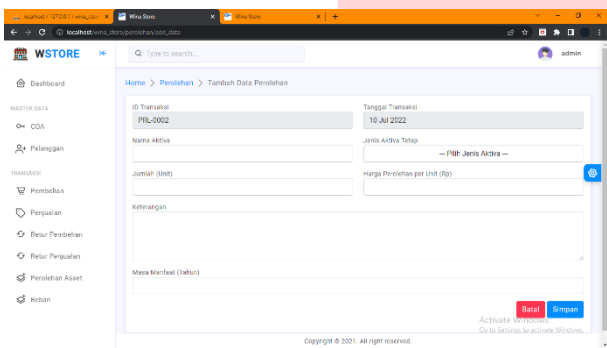 localhost / 127.0.0.1 / wina_store
Wina Store
Wina Store
localhost/wina_store/perolehan/add_data
WSTORE
Type to search...
admin
Dashboard
MASTER DATA
COA
Pelanggan
TRANSAKSI
Pembelian
Penjualan
Retur Pembelian
Retur Penjualan
Perolehan Asset
Beban
Home > Perolehan > Tambah Data Perolehan
ID Transaksi
PRL-0002
Tanggal Transaksi
10 Jul 2022
Nama Aktiva
Jenis Aktiva Tetap
--- Pilih Jenis Aktiva ---
Jumlah (Unit)
Harga Perolehan per Unit (Rp)
Keterangan
Masa Manfaat (Tahun)
Batal
Simpan
Activate Windows
Go to Settings to activate Windows.
Copyright © 2021. All right reserved.